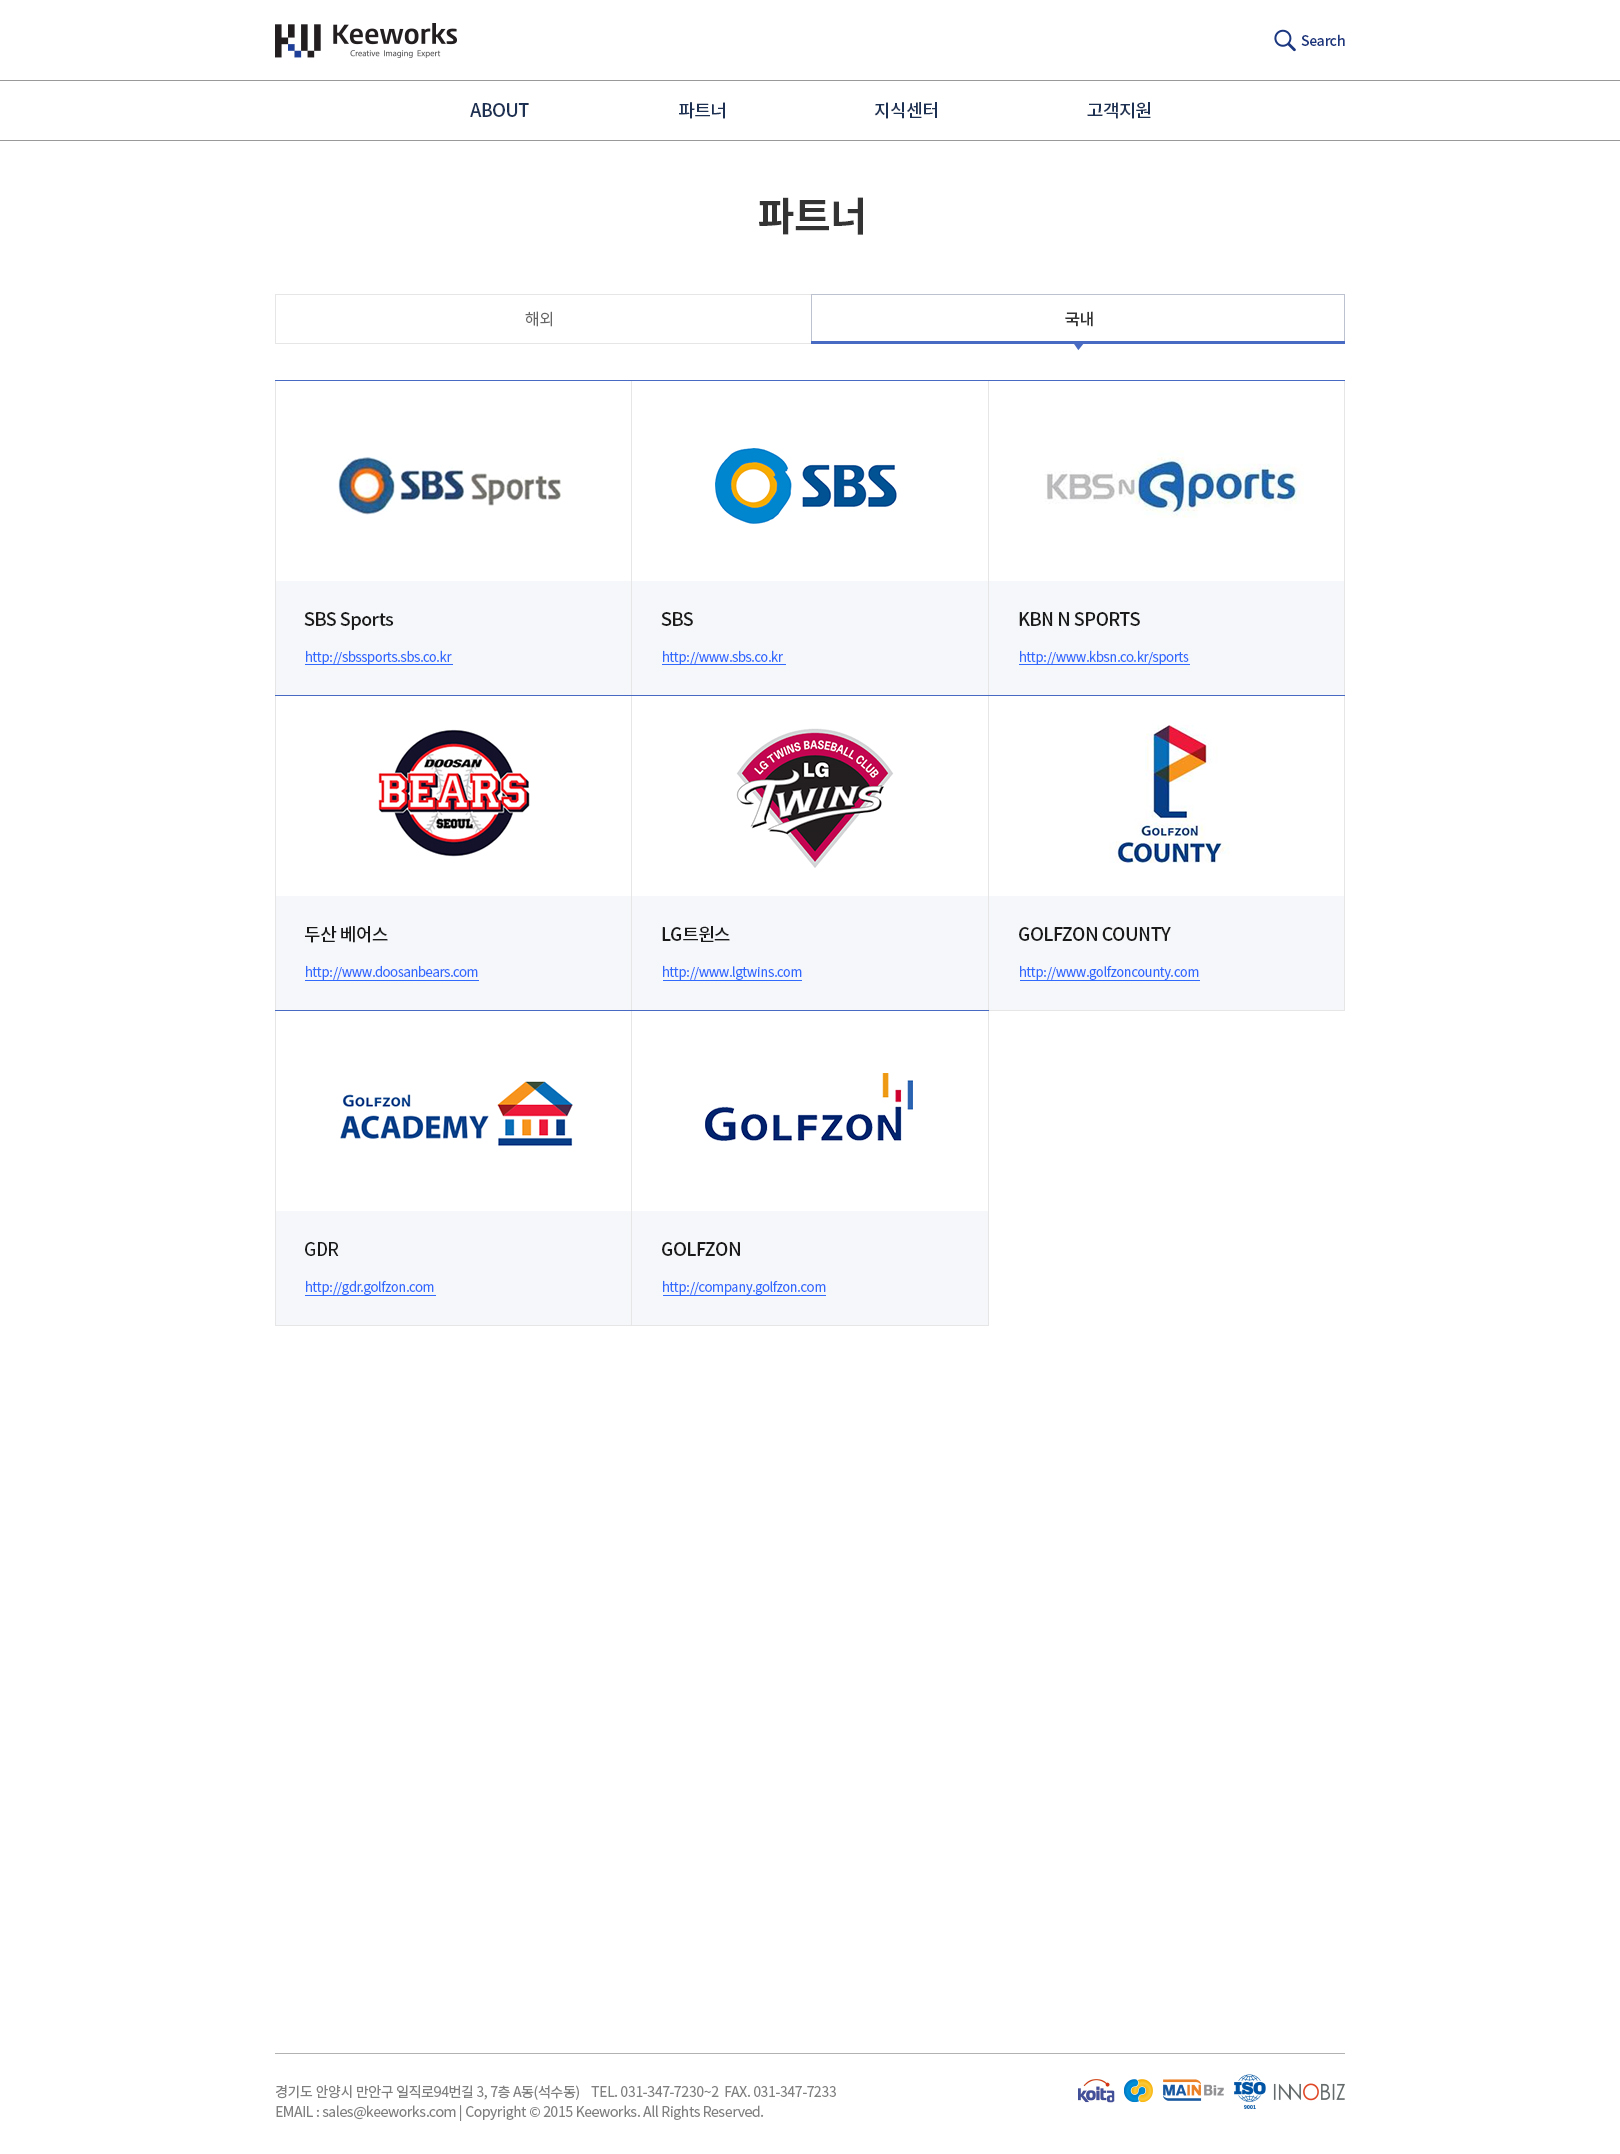 Keeworks
Creative Imaging Expert
Search
ABOUT
파트너
지식센터
고객지원
파트너
해외
국내
SBS Sports
SBS
KBS N Sports
SBS Sports
SBS
KBN N SPORTS
http://sbssports.sbs.co.kr
http://www.sbs.co.kr
http://www.kbsn.co.kr/sports
DOOSAN
BEARS
SEOUL
LG TWINS BASEBALL CLUB
LG
TWINS
GOLFZON
COUNTY
두산 베어스
LG트윈스
GOLFZON COUNTY
http://www.doosanbears.com
http://www.lgtwins.com
http://www.golfzoncounty.com
GOLFZON
ACADEMY
GOLFZON
GDR
GOLFZON
http://gdr.golfzon.com
http://company.golfzon.com
경기도 안양시 만안구 일직로94번길 3, 7층 A동(석수동) TEL. 031-347-7230~2 FAX. 031-347-7233
EMAIL : sales@keeworks.com | Copyright © 2015 Keeworks. All Rights Reserved.
koita
MAINBiz
ISO
9001
INNOBIZ